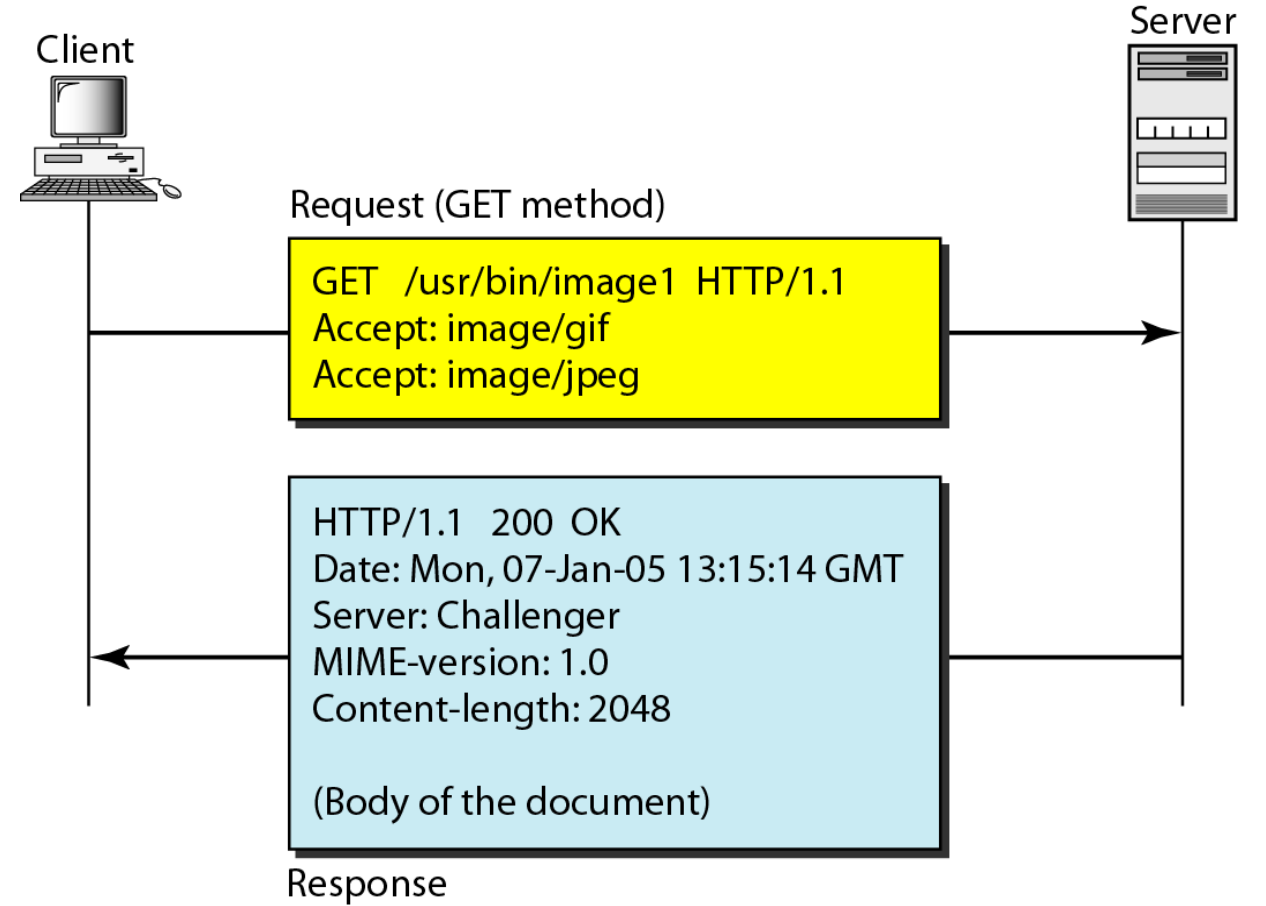 Client
Server
Request (GET method)
GET /usr/bin/image1 HTTP/1.1
Accept: image/gif
Accept: image/jpeg
HTTP/1.1 200 OK
Date: Mon, 07-Jan-05 13:15:14 GMT
Server: Challenger
MIME-version: 1.0
Content-length: 2048
(Body of the document)
Response